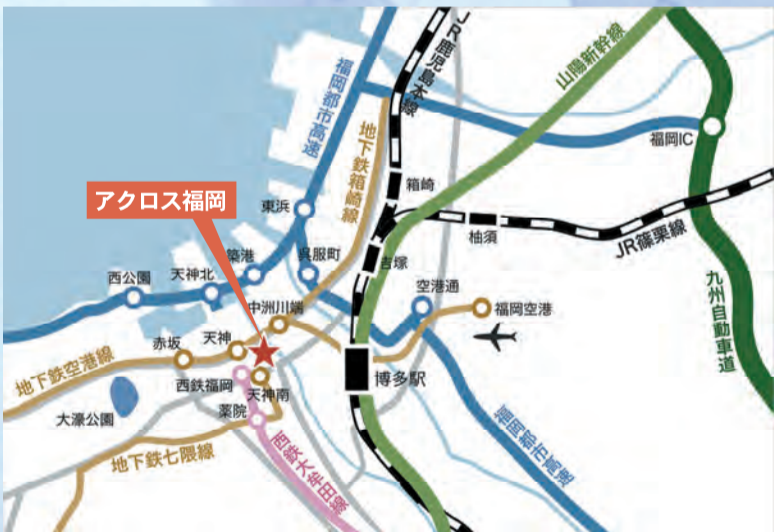 JR鹿児島本線
山陽新幹線
福岡都市高速
地下鉄箱崎線
福岡IC
アクロス福岡
箱崎
東浜
柚須
JR篠栗線
築港
呉服町
吉塚
天神北
西公園
空港通
九州自動車道
中洲川端
福岡空港
赤坂
天神
地下鉄空港線
西鉄福岡
天神南
博多駅
大濠公園
薬院
福岡都市高速
地下鉄七隈線
西鉄大牟田線